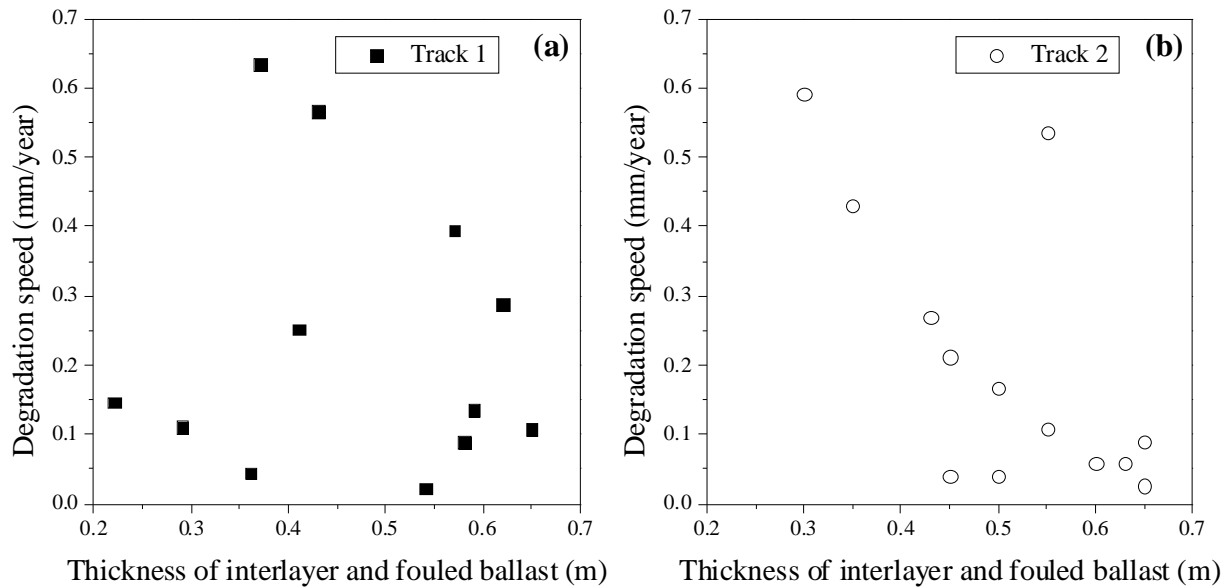 0.7
0.6
0.5
0.4
0.3
0.2
0.1
0.0
Degradation speed (mm/year)
Track 1
(a)
0.2 0.3 0.4 0.5 0.6 0.7
Thickness of interlayer and fouled ballast (m)
0.7
0.6
0.5
0.4
0.3
0.2
0.1
0.0
Degradation speed (mm/year)
Track 2
(b)
0.2 0.3 0.4 0.5 0.6 0.7
Thickness of interlayer and fouled ballast (m)